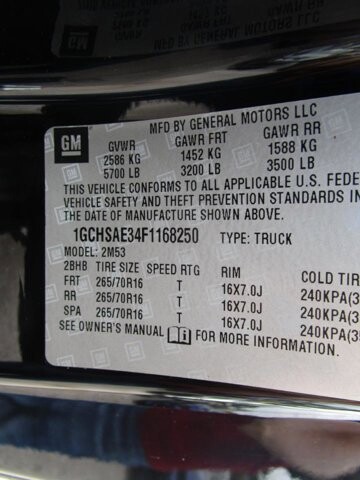 GM
MFD BY GENERAL MOTORS LLC
GVWR GAWR FRT GAWR RR
2586 KG 1452 KG 1588 KG
5700 LB 3200 LB 3500 LB
THIS VEHICLE CONFORMS TO ALL APPLICABLE U.S. FEDE
VEHICLE SAFETY AND THEFT PREVENTION STANDARDS IN
DATE OF MANUFACTURE SHOWN ABOVE.
1GCHSAE34F1168250 TYPE: TRUCK
MODEL: 2M53
2BHB TIRE SIZE SPEED RTG RIM COLD TI
FRT 265/70R16 T 16X7.0J 240KPA(3
RR 265/70R16 T 16X7.0J 240KPA(3
SPA 265/70R16 T 16X7.0J 240KPA(3
SEE OWNER'S MANUAL FOR MORE INFORMATION.